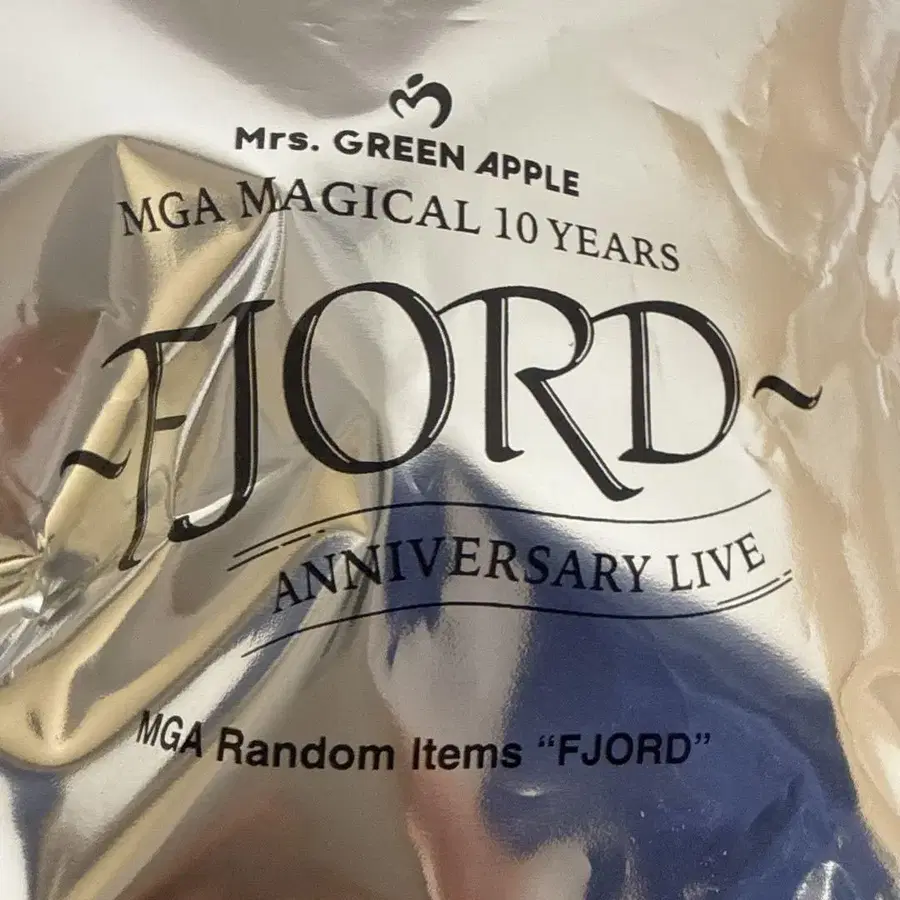 Mrs. GREEN APPLE
MGA MAGICAL 10 YEARS
~FJORD~
ANNIVERSARY LIVE
MGA Random Items “FJORD”